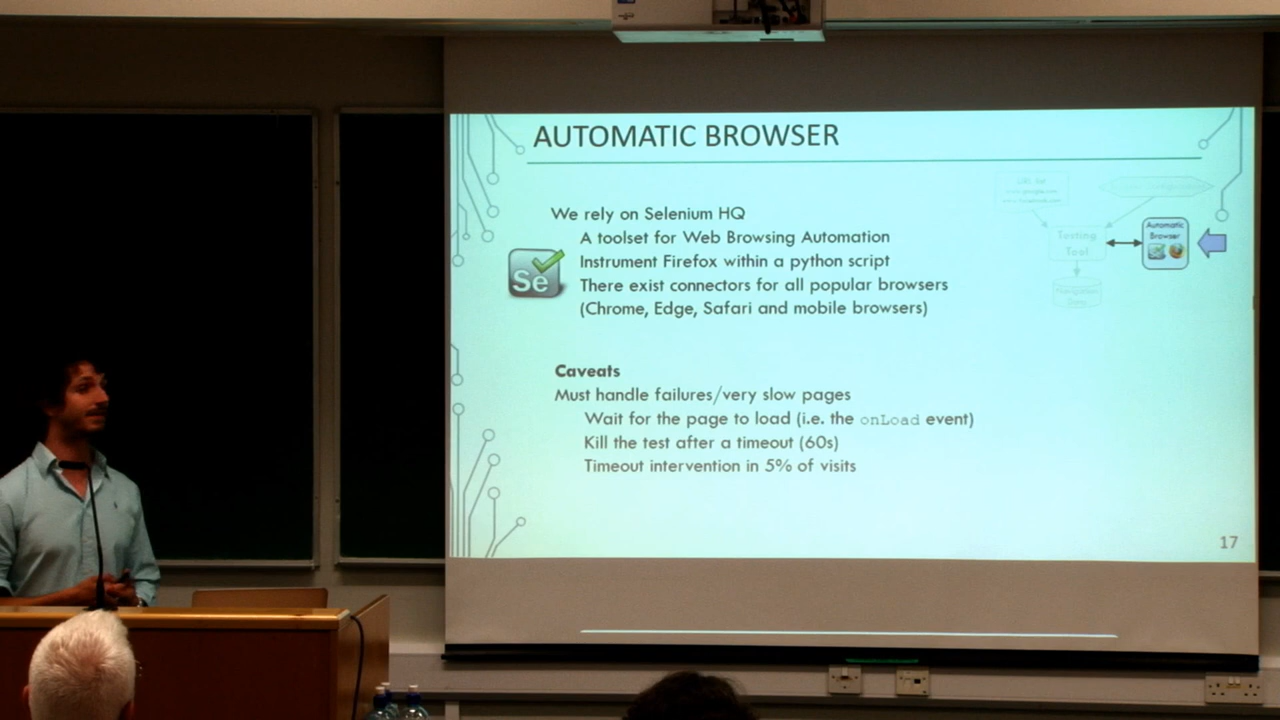 AUTOMATIC BROWSER
We rely on Selenium HQ
A toolset for Web Browsing Automation
Instrument Firefox within a python script
There exist connectors for all popular browsers
(Chrome, Edge, Safari and mobile browsers)
Se
Caveats
Must handle failures/very slow pages
Wait for the page to load (i.e. the onLoad event)
Kill the test after a timeout (60s)
Timeout intervention in 5% of visits
Testing
Tool
Automatic
Browser
17